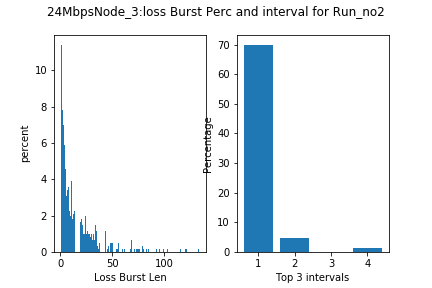 24MbpsNode_3:loss Burst Perc and interval for Run_no2
percent
10
8
6
4
2
0
0 50 100
Loss Burst Len
Percentage
70
60
50
40
30
20
10
0
1 2 3 4
Top 3 intervals